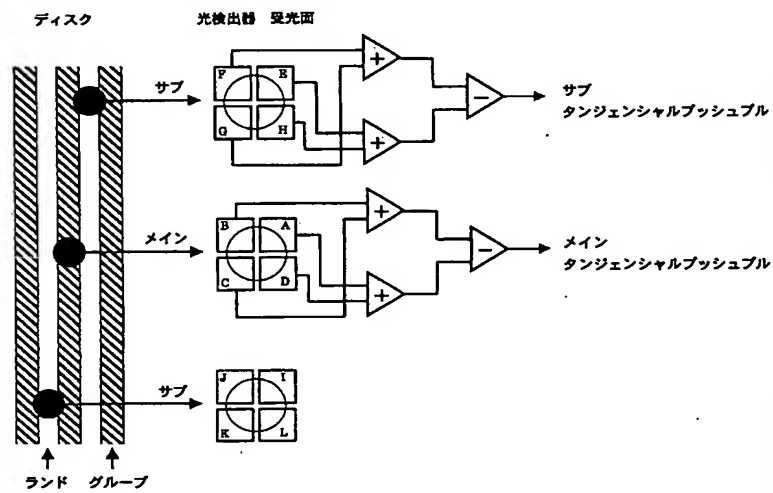 ディスク
光検出器 受光面
サブ
F
E
G
H
+
+
−
サブ
タンジェンシャルプッシュプル
メイン
B
A
C
D
+
+
−
メイン
タンジェンシャルプッシュプル
サブ
J
I
K
L
ランド
グルーブ